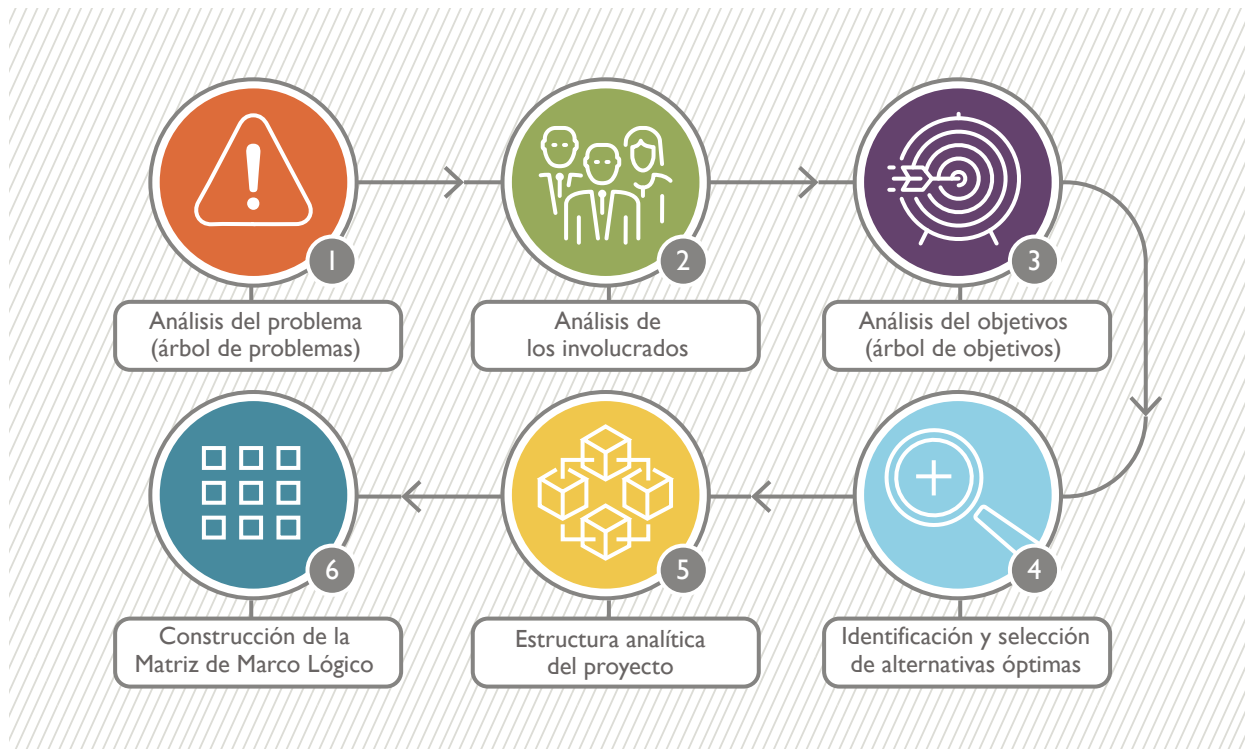 1
Análisis del problema
(árbol de problemas)
2
Análisis de
los involucrados
3
Análisis del objetivos
(árbol de objetivos)
4
Identificación y selección
de alternativas óptimas
5
Estructura analítica
del proyecto
6
Construcción de la
Matriz de Marco Lógico